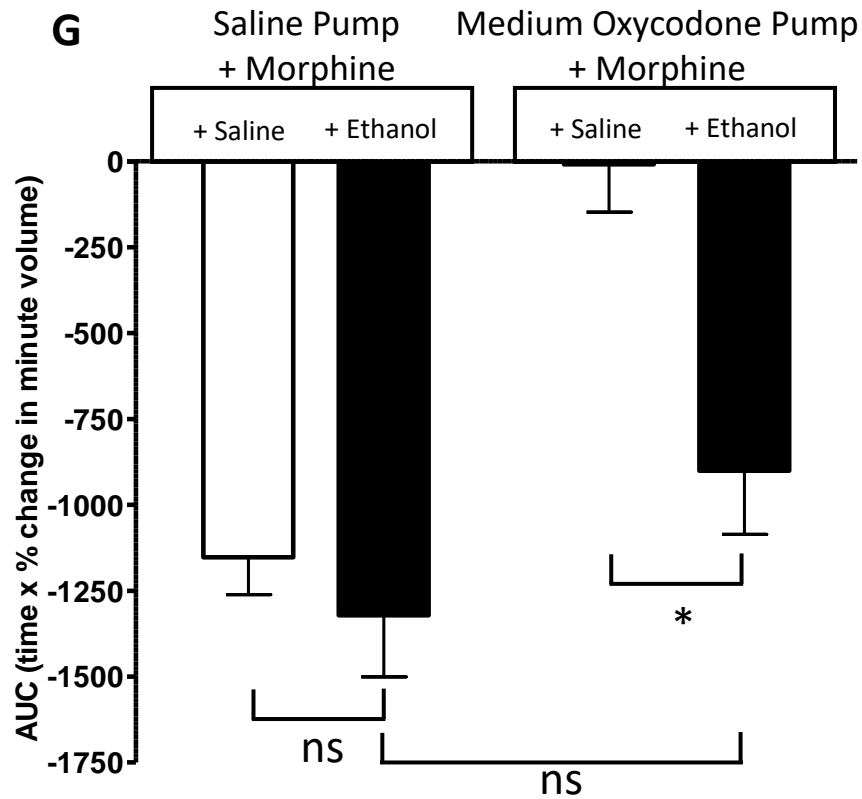 G
Saline Pump
+ Morphine
Medium Oxycodone Pump
+ Morphine
+ Saline
+ Ethanol
+ Saline
+ Ethanol
AUC (time x % change in minute volume)
0
-250
-500
-750
-1000
-1250
-1500
-1750
*
ns
ns